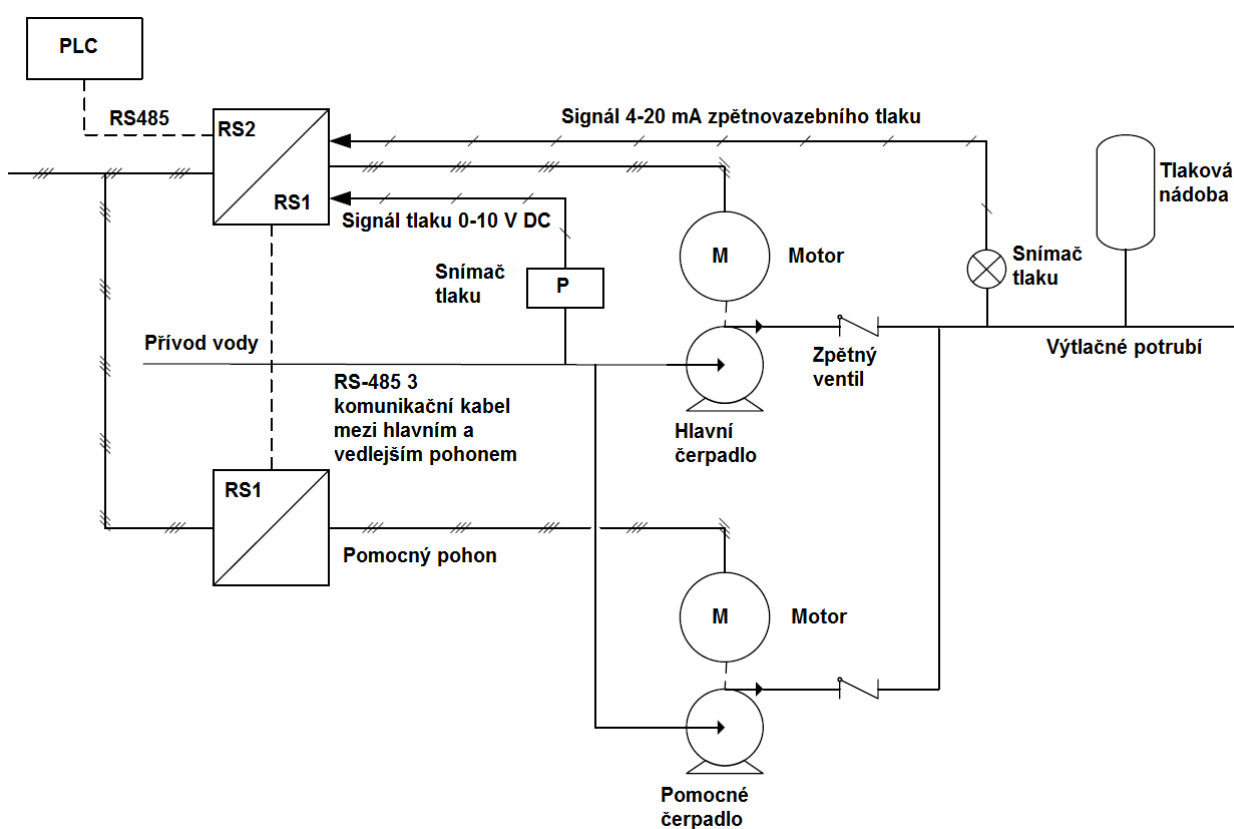 PLC
RS485
RS2
RS1
Signál 4-20 mA zpětnovazebního tlaku
Signál tlaku 0-10 V DC
Snímač
tlaku
P
M
Motor
Snímač
tlaku
Tlaková
nádoba
Přívod vody
Zpětný
ventil
Výtlačné potrubí
RS-485 3
komunikační kabel
mezi hlavním a
vedlejším pohonem
Hlavní
čerpadlo
RS1
Pomocný pohon
M
Motor
Pomocné
čerpadlo